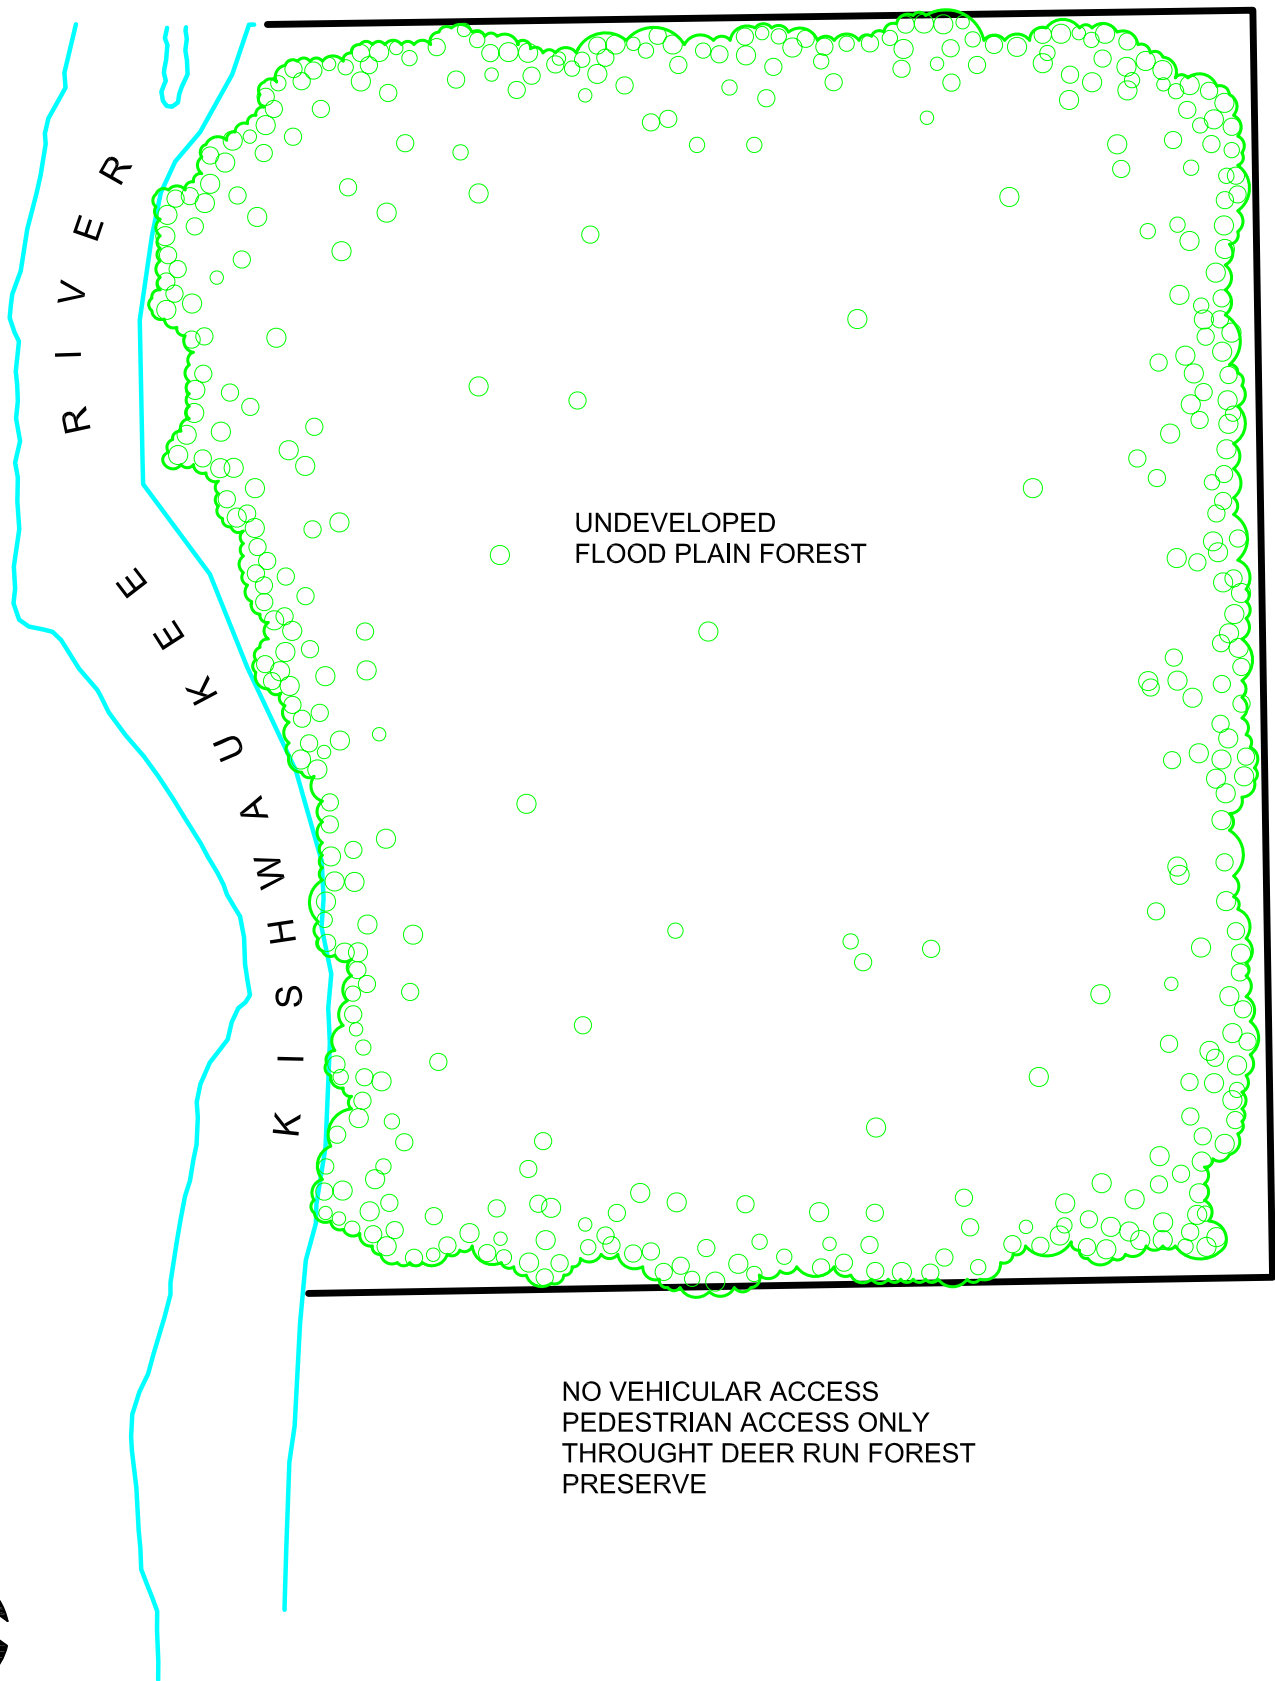 KISHWAUKEE RIVER
UNDEVELOPED
FLOOD PLAIN FOREST
NO VEHICULAR ACCESS
PEDESTRIAN ACCESS ONLY
THROUGHT DEER RUN FOREST
PRESERVE